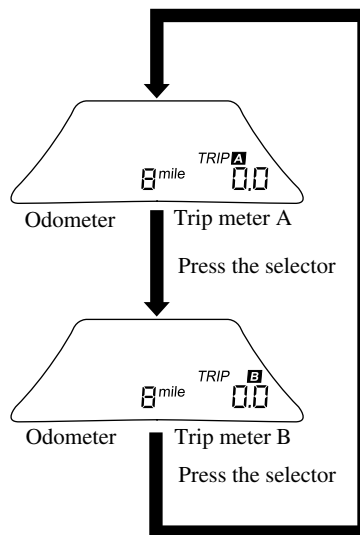 TRIP A
8 mile 0.0
Odometer Trip meter A
Press the selector
TRIP B
8 mile 0.0
Odometer Trip meter B
Press the selector